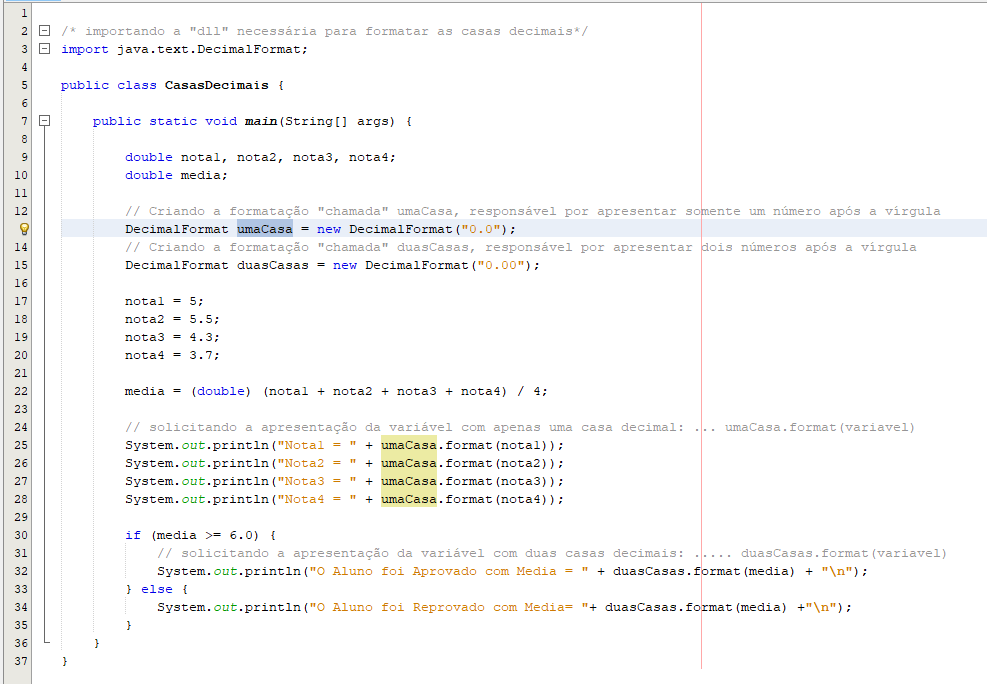 1
2 /* importando a "dll" necessária para formatar as casas decimais*/
3 import java.text.DecimalFormat;
4
5 public class CasasDecimais {
6
7 public static void main(String[] args) {
8
9 double nota1, nota2, nota3, nota4;
10 double media;
11
12 // Criando a formatação "chamada" umaCasa, responsável por apresentar somente um número após a vírgula
DecimalFormat umaCasa = new DecimalFormat("0.0");
14 // Criando a formatação "chamada" duasCasas, responsável por apresentar dois números após a vírgula
15 DecimalFormat duasCasas = new DecimalFormat("0.00");
16
17 nota1 = 5;
18 nota2 = 5.5;
19 nota3 = 4.3;
20 nota4 = 3.7;
21
22 media = (double) (nota1 + nota2 + nota3 + nota4) / 4;
23
24 // solicitando a apresentação da variável com apenas uma casa decimal: ... umaCasa.format(variavel)
25 System.out.println("Nota1 = " + umaCasa.format(nota1));
26 System.out.println("Nota2 = " + umaCasa.format(nota2));
27 System.out.println("Nota3 = " + umaCasa.format(nota3));
28 System.out.println("Nota4 = " + umaCasa.format(nota4));
29
30 if (media >= 6.0) {
31 // solicitando a apresentação da variável com duas casas decimais: ..... duasCasas.format(variavel)
32 System.out.println("O Aluno foi Aprovado com Media = " + duasCasas.format(media) + "\n");
33 } else {
34 System.out.println("O Aluno foi Reprovado com Media= "+ duasCasas.format(media) +"\n");
35 }
36 }
37 }